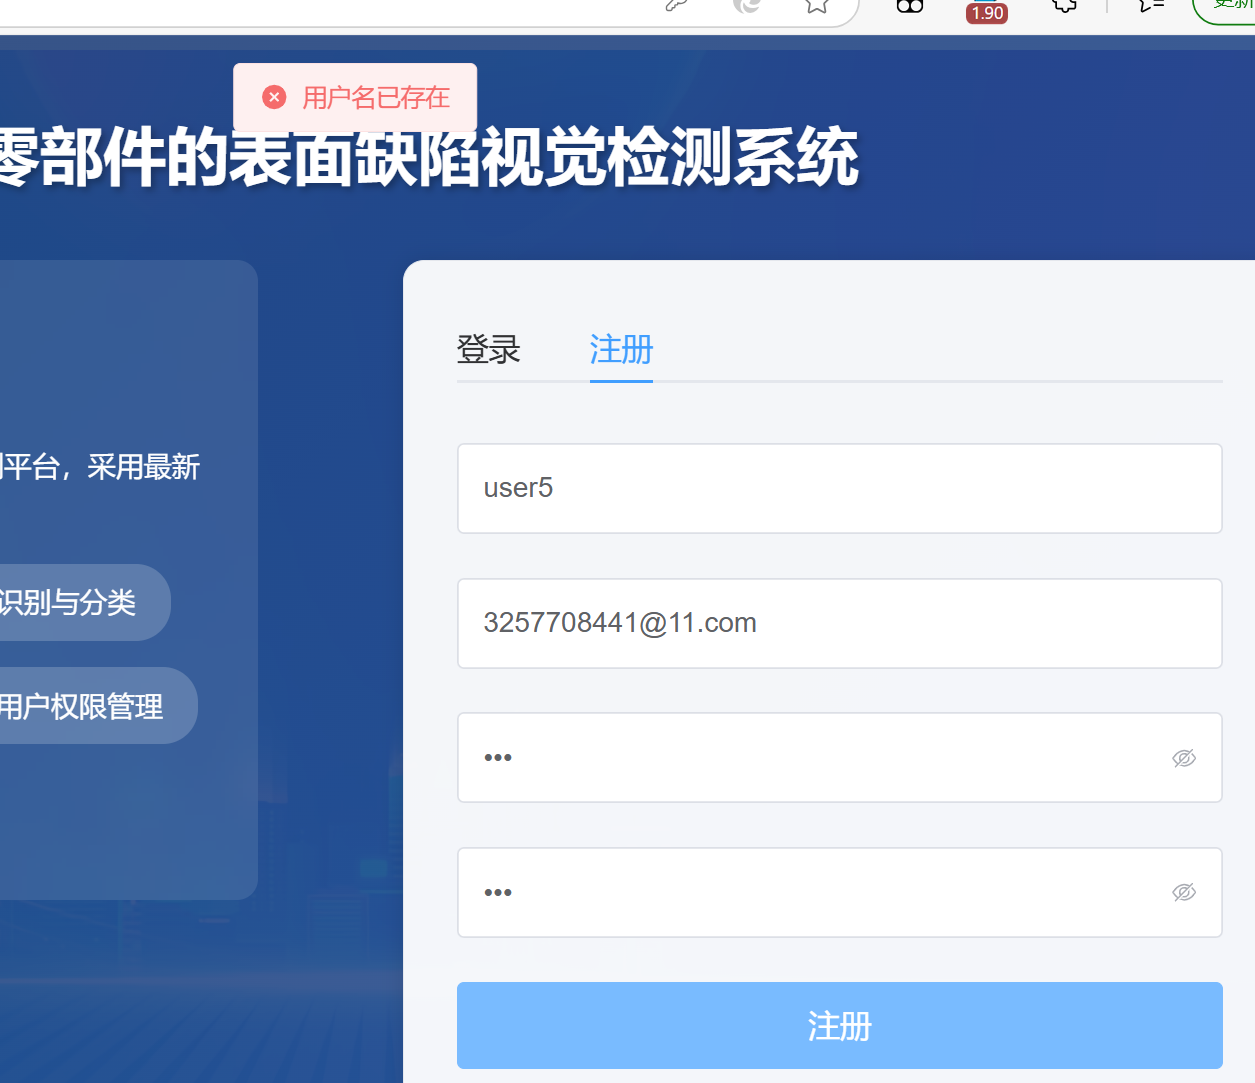 1.90
更新
用户名已存在
零部件的表面缺陷视觉检测系统
登录
注册
平台，采用最新
识别与分类
用户权限管理
user5
3257708441@11.com
•••
•••
注册